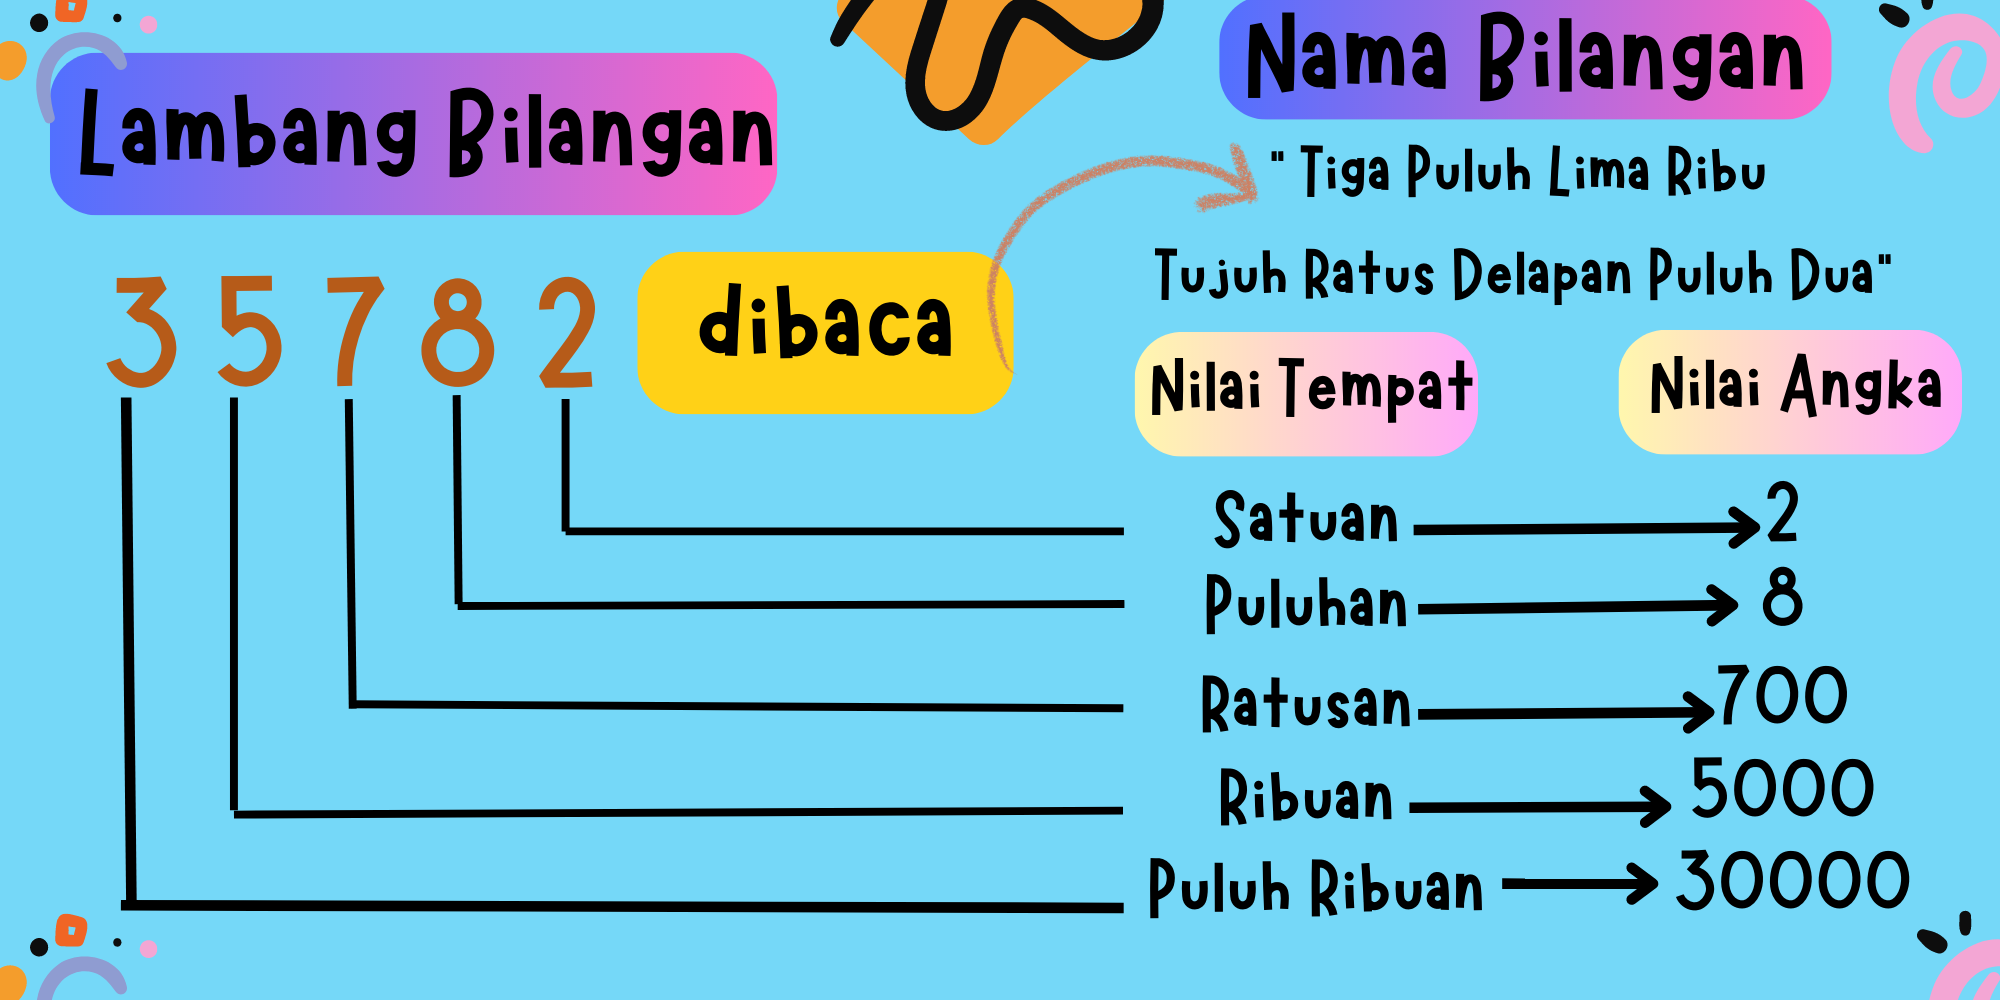 Lambang Bilangan
3 5 7 8 2
dibaca
Nama Bilangan
" Tiga Puluh Lima Ribu
Tujuh Ratus Delapan Puluh Dua"
Nilai Tempat
Nilai Angka
Satuan 2
Puluhan 8
Ratusan 700
Ribuan 5000
Puluh Ribuan 30000